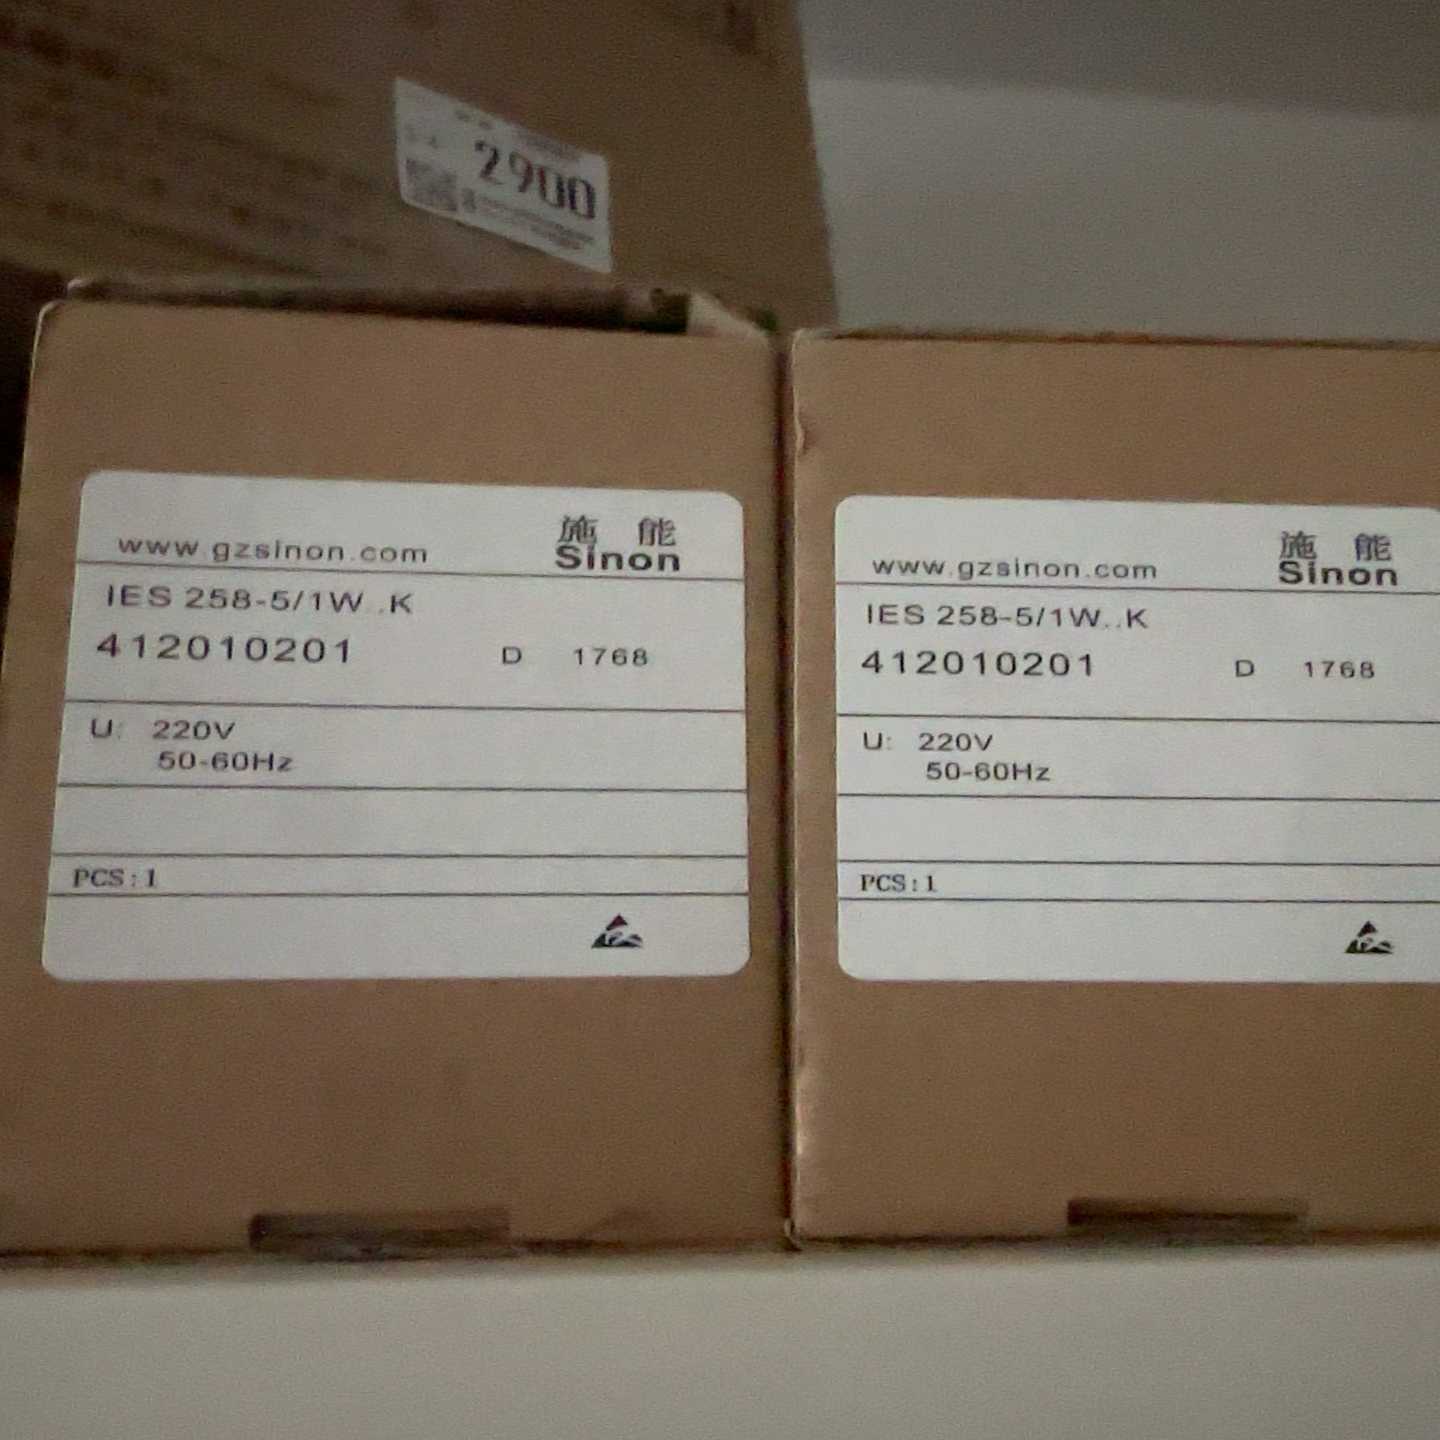 2900
www.gzsinon.com
施 能
Sinon
IES 258-5/1W..K
412010201 D 1768
U: 220V
50-60Hz
PCS:1
www.gzsinon.com
施 能
Sinon
IES 258-5/1W..K
412010201 D 1768
U: 220V
50-60Hz
PCS:1